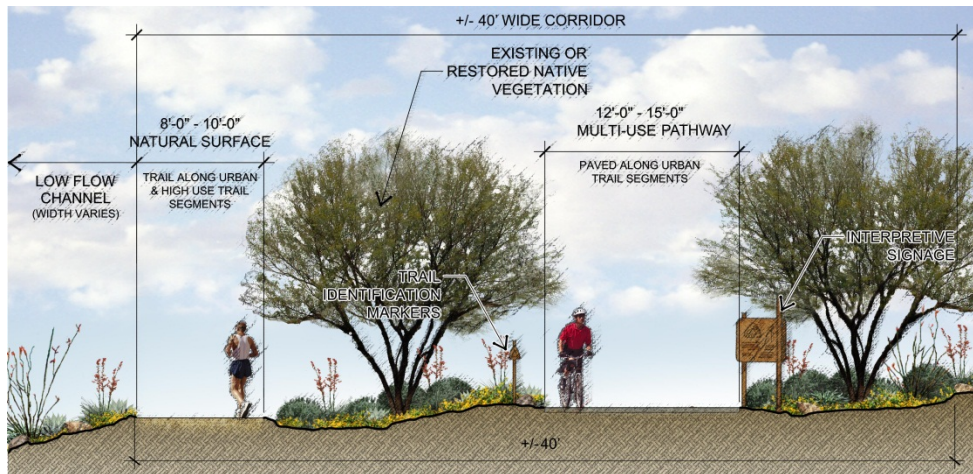 +/- 40' WIDE CORRIDOR
EXISTING OR
RESTORED NATIVE
VEGETATION
8'-0" - 10'-0"
NATURAL SURFACE
TRAIL ALONG URBAN
& HIGH USE TRAIL
SEGMENTS
12'-0" - 15'-0"
MULTI-USE PATHWAY
PAVED ALONG URBAN
TRAIL SEGMENTS
LOW FLOW
CHANNEL
(WIDTH VARIES)
INTERPRETIVE
SIGNAGE
TRAIL
IDENTIFICATION
MARKERS
+/-40'